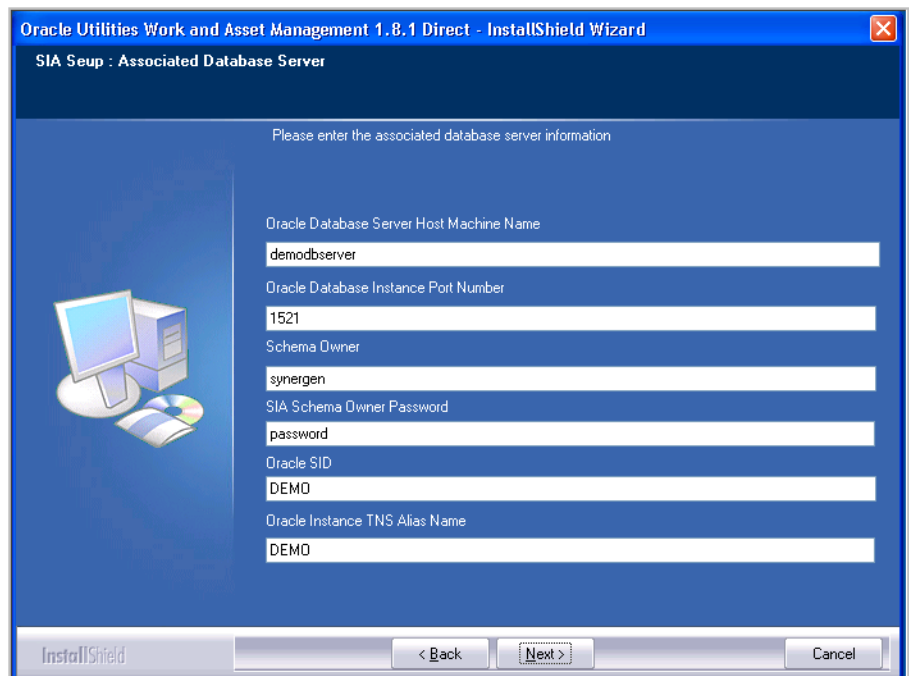 Oracle Utilities Work and Asset Management 1.8.1 Direct - InstallShield Wizard
SIA Seup : Associated Database Server
Please enter the associated database server information
Oracle Database Server Host Machine Name
demodbserver
Oracle Database Instance Port Number
1521
Schema Owner
synergen
SIA Schema Owner Password
password
Oracle SID
DEMO
Oracle Instance TNS Alias Name
DEMO
InstallShield
< Back
Next >
Cancel